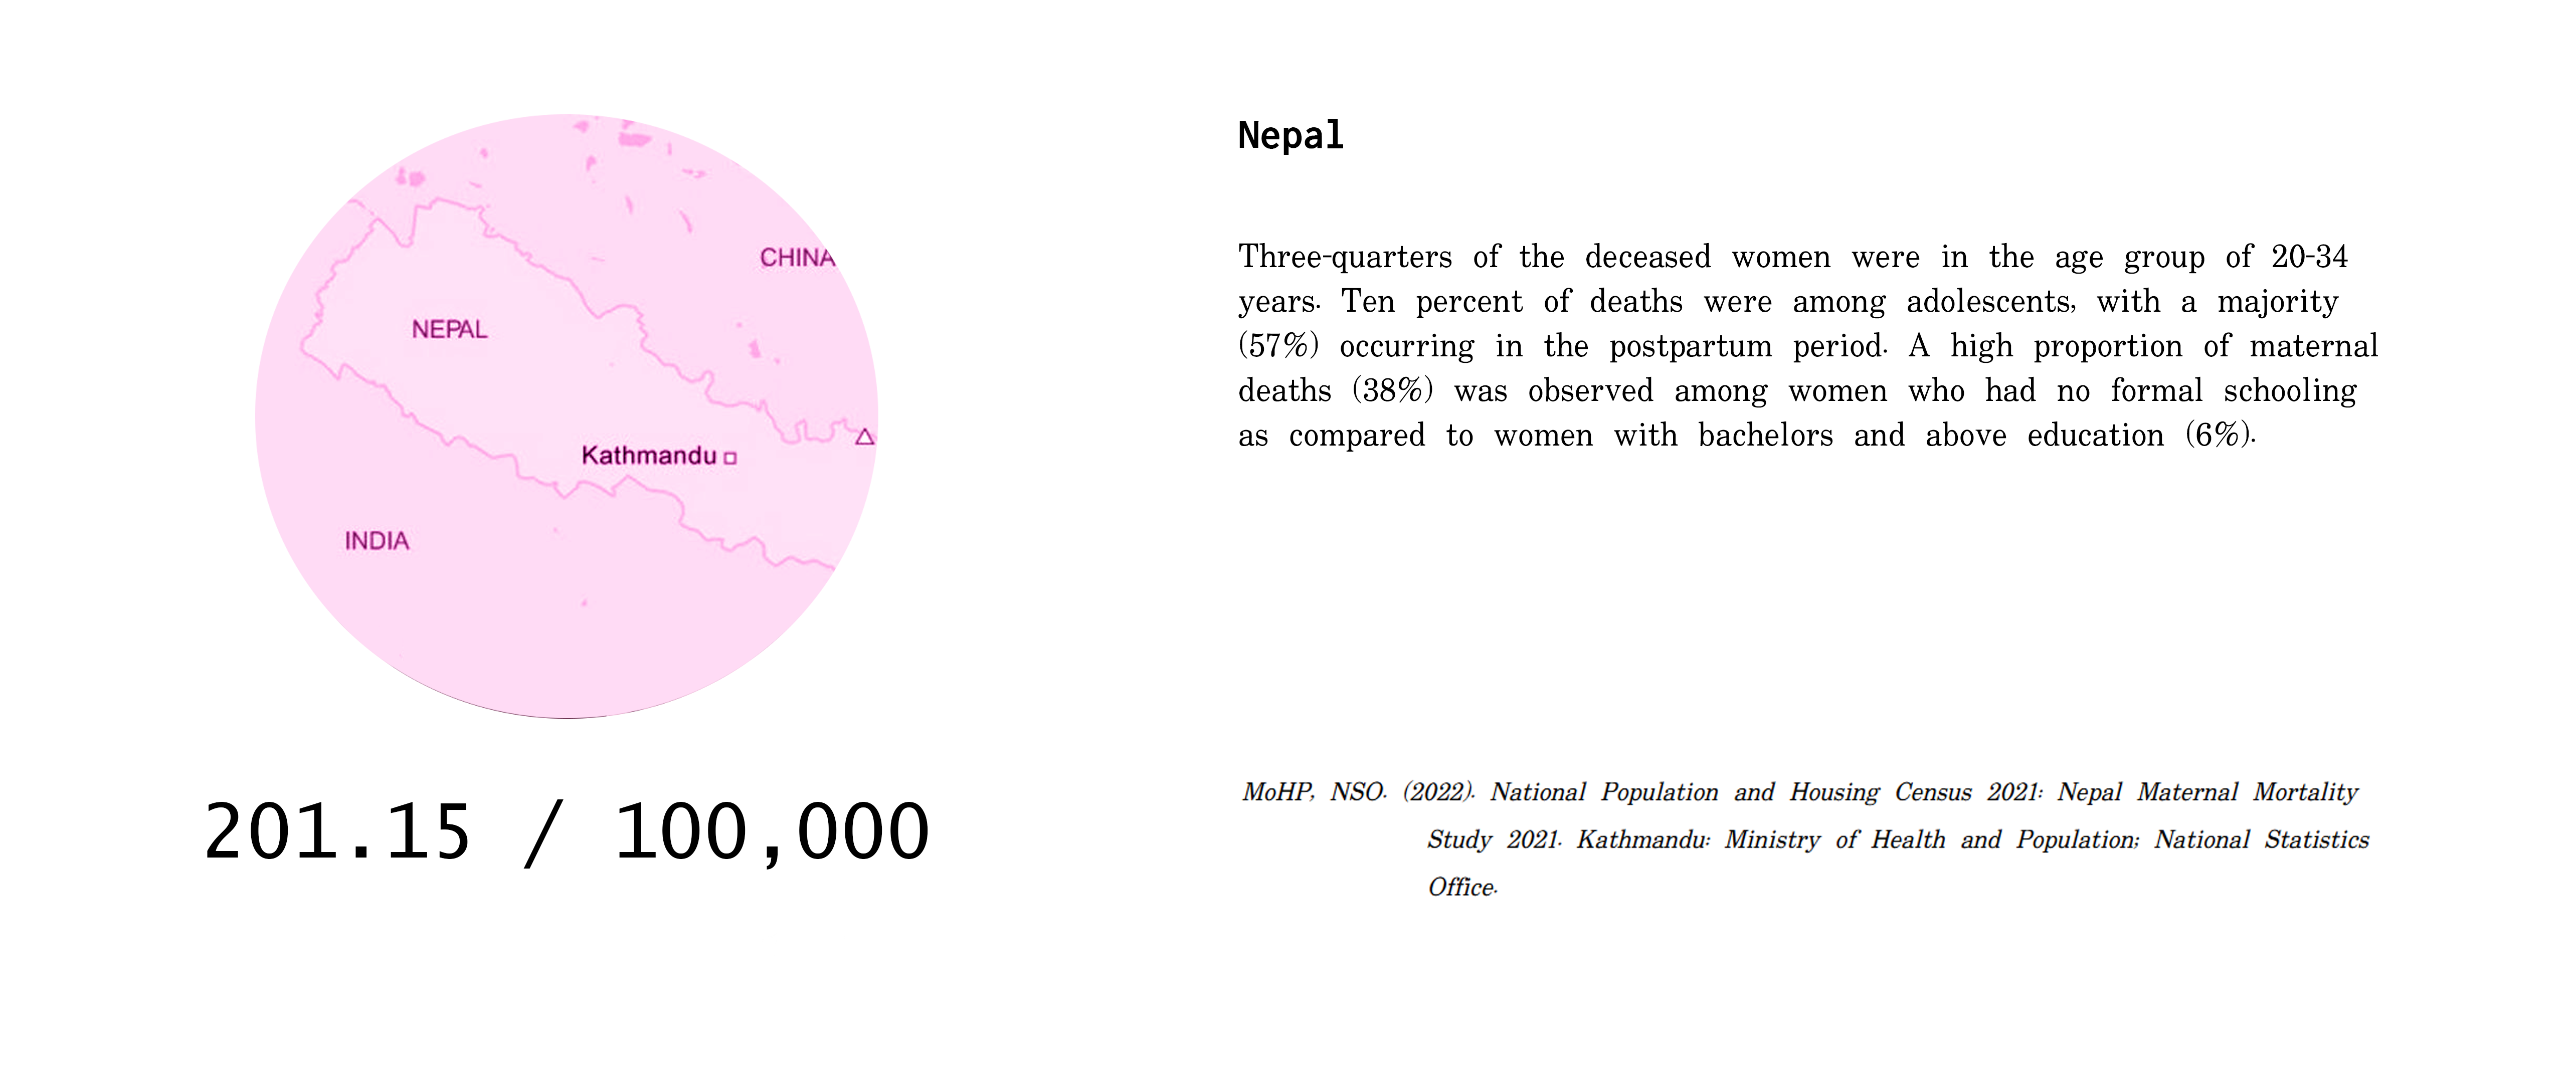 CHINA
NEPAL
Kathmandu
INDIA
201.15 / 100,000
Nepal
Three-quarters of the deceased women were in the age group of 20-34
years. Ten percent of deaths were among adolescents, with a majority
(57%) occurring in the postpartum period. A high proportion of maternal
deaths (38%) was observed among women who had no formal schooling
as compared to women with bachelors and above education (6%).
MoHP, NSO. (2022). National Population and Housing Census 2021: Nepal Maternal Mortality
Study 2021. Kathmandu: Ministry of Health and Population; National Statistics
Office.